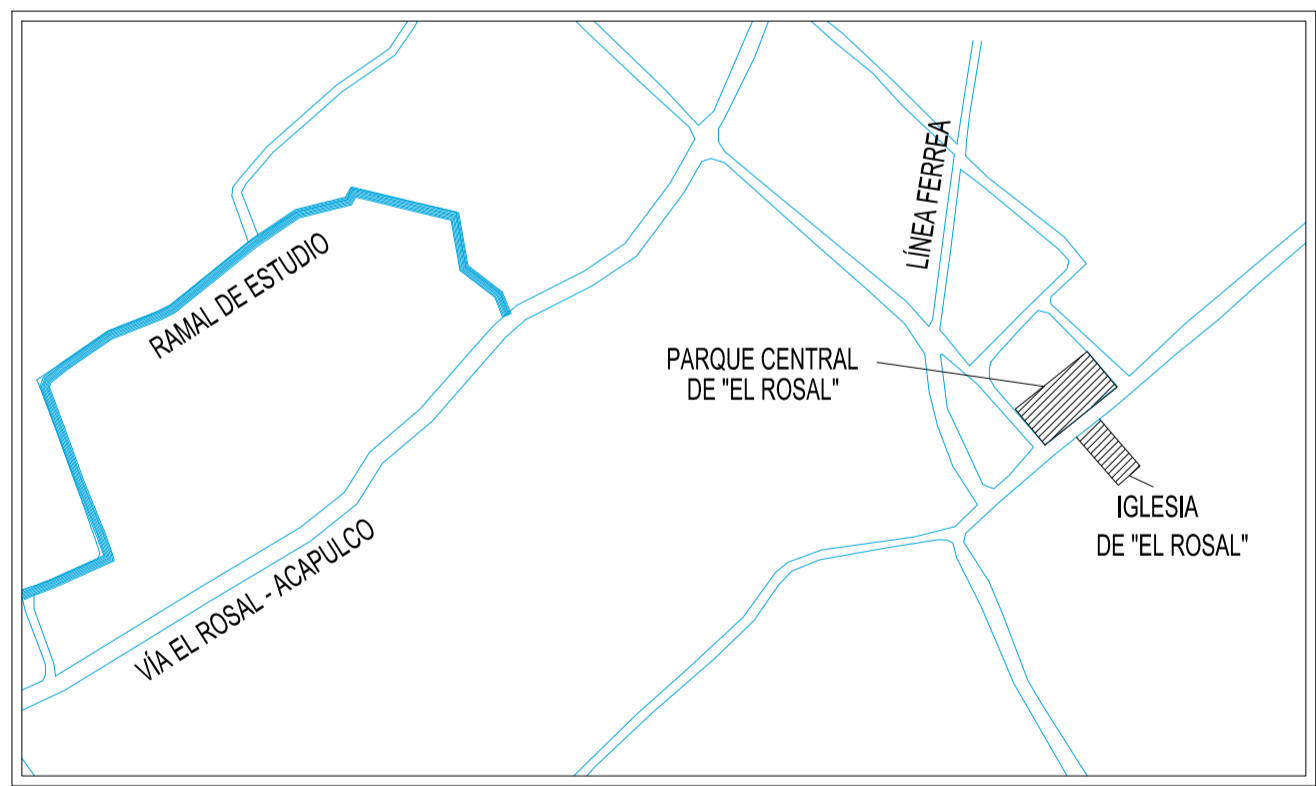 LÍNEA FERREA
RAMAL DE ESTUDIO
PARQUE CENTRAL
DE "EL ROSAL"
IGLESIA
DE "EL ROSAL"
VÍA EL ROSAL - ACAPULCO